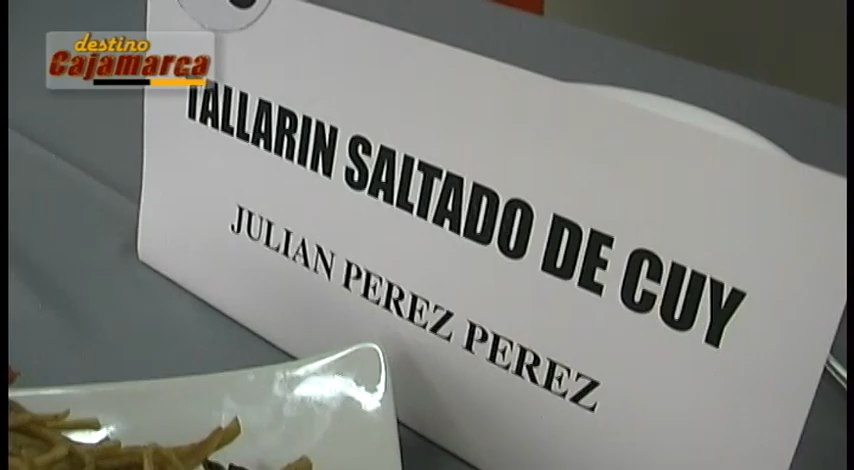 destino
Cajamarca
TALLARIN SALTADO DE CUY
JULIAN PEREZ PEREZ